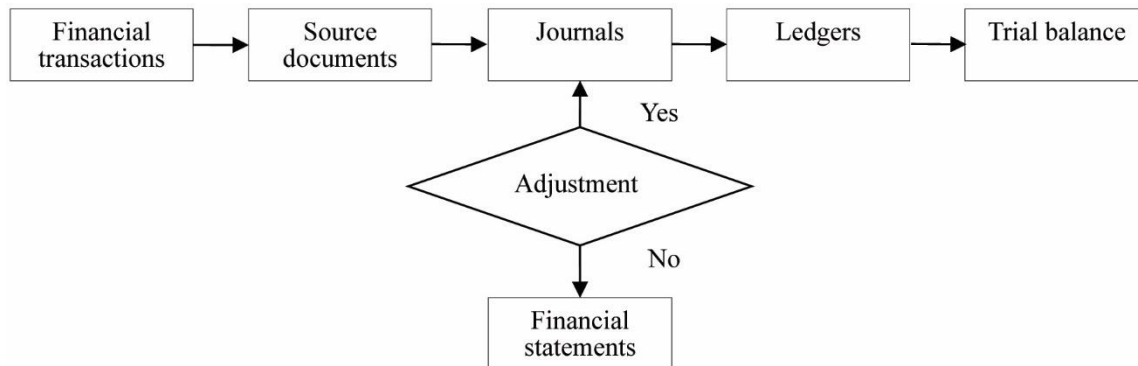 Financial
transactions
Source
documents
Journals
Ledgers
Trial balance
Yes
Adjustment
No
Financial
statements